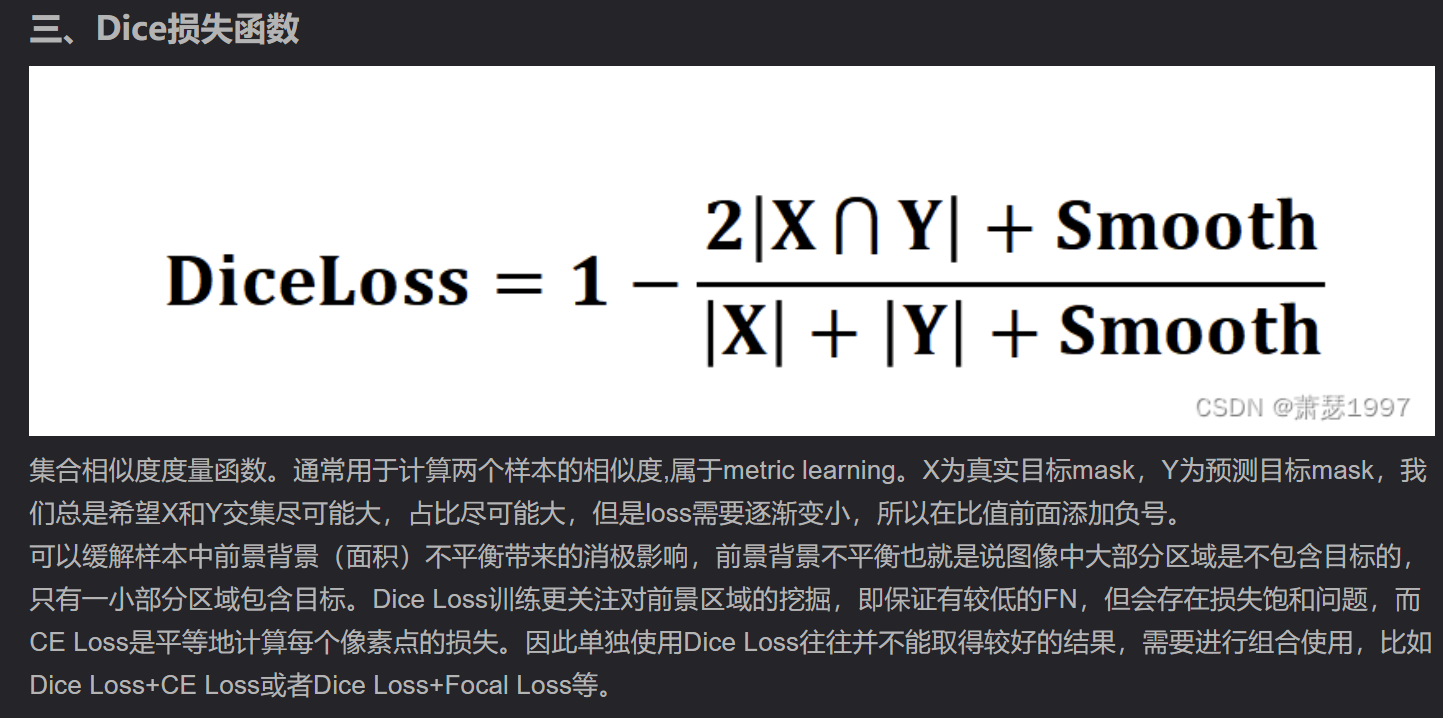 三、Dice损失函数
2|X ⋂ Y| + Smooth
DiceLoss = 1 −
|X| + |Y| + Smooth
CSDN @萧瑟1997
集合相似度度量函数。通常用于计算两个样本的相似度,属于metric learning。X为真实目标mask，Y为预测目标mask，我
们总是希望X和Y交集尽可能大，占比尽可能大，但是loss需要逐渐变小，所以在比值前面添加负号。
可以缓解样本中前景背景（面积）不平衡带来的消极影响，前景背景不平衡也就是说图像中大部分区域是不包含目标的，
只有一小部分区域包含目标。Dice Loss训练更关注对前景区域的挖掘，即保证有较低的FN，但会存在损失饱和问题，而
CE Loss是平等地计算每个像素点的损失。因此单独使用Dice Loss往往并不能取得较好的结果，需要进行组合使用，比如
Dice Loss+CE Loss或者Dice Loss+Focal Loss等。